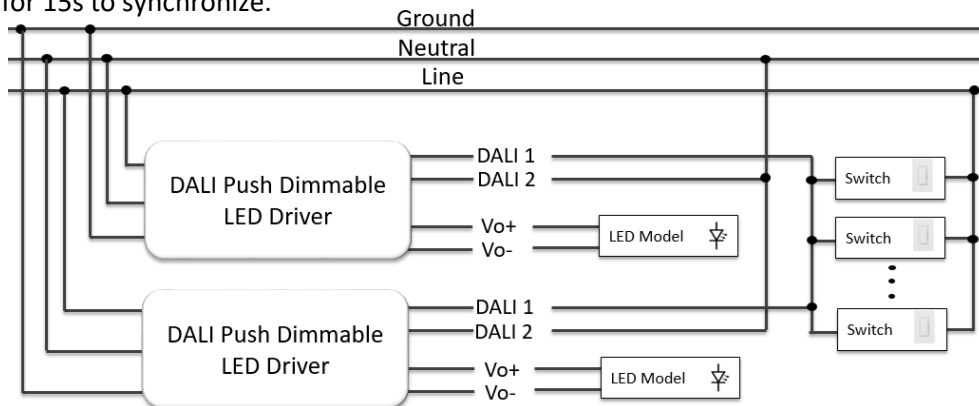 for 15s to synchronize.
Ground
Neutral
Line
DALI Push Dimmable
LED Driver
DALI 1
DALI 2
Vo+
Vo-
LED Model
Switch
Switch
Switch
DALI Push Dimmable
LED Driver
DALI 1
DALI 2
Vo+
Vo-
LED Model